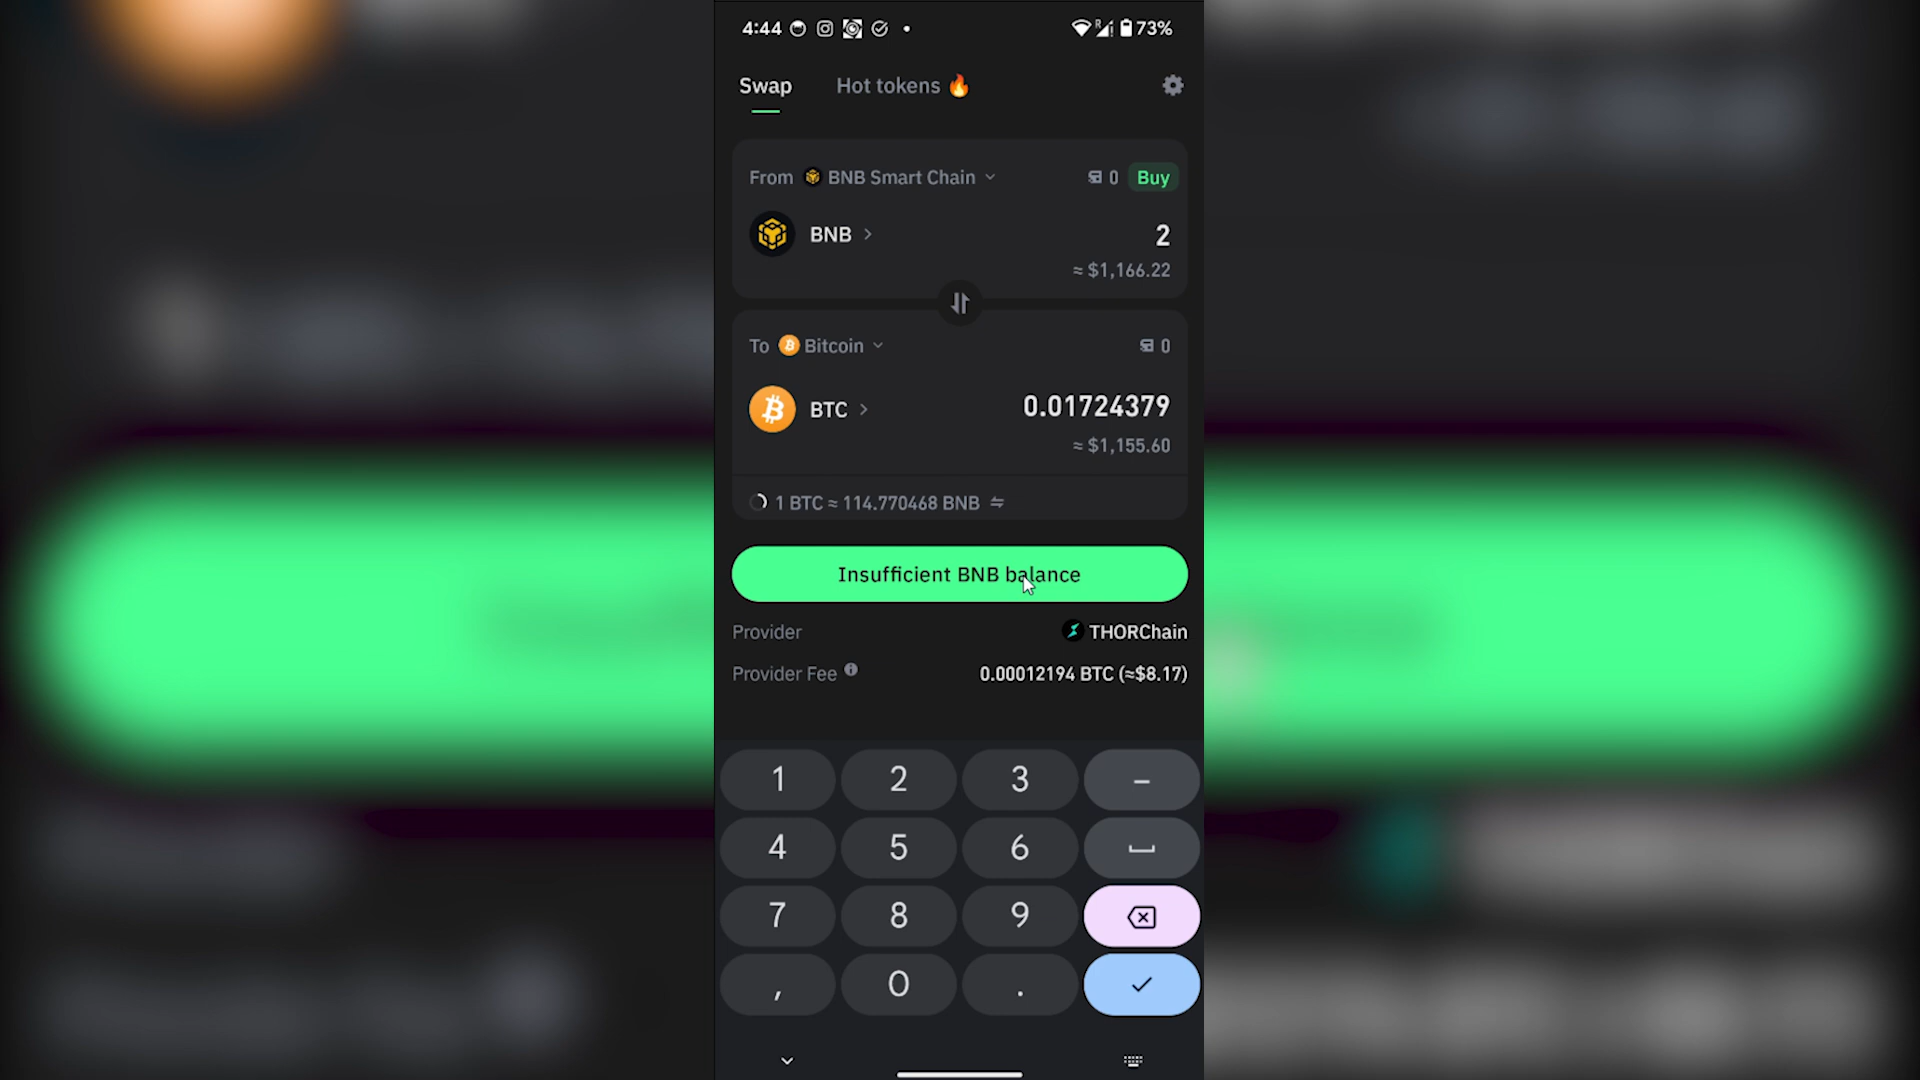 4:44 73%
Swap Hot tokens 🔥
From BNB Smart Chain 0 Buy
BNB 2
≈ $1,166.22
To Bitcoin 0
BTC 0.01724379
≈ $1,155.60
1 BTC ≈ 114.770468 BNB
Insufficient BNB balance
Provider THORChain
Provider Fee 0.00012194 BTC (≈$8.17)
1 2 3 –
4 5 6
7 8 9
, 0 .